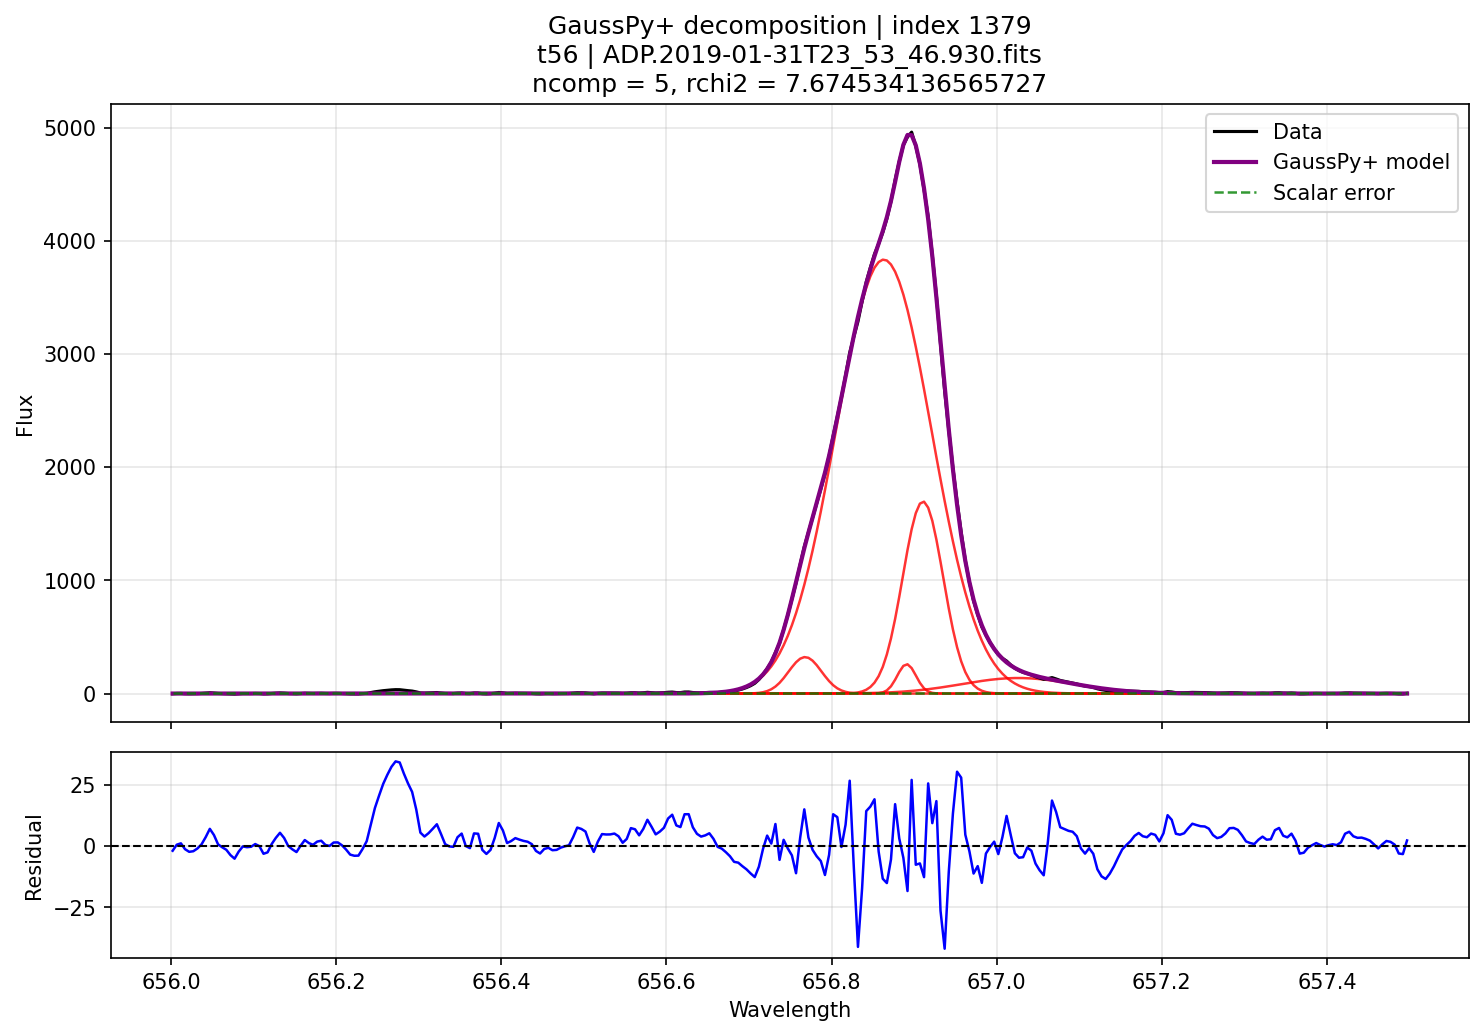 GaussPy+ decomposition | index 1379
t56 | ADP.2019-01-31T23_53_46.930.fits
ncomp = 5, rchi2 = 7.674534136565727
Data
GaussPy+ model
Scalar error
5000
4000
3000
2000
1000
0
Flux
25
0
−25
Residual
656.0 656.2 656.4 656.6 656.8 657.0 657.2 657.4
Wavelength